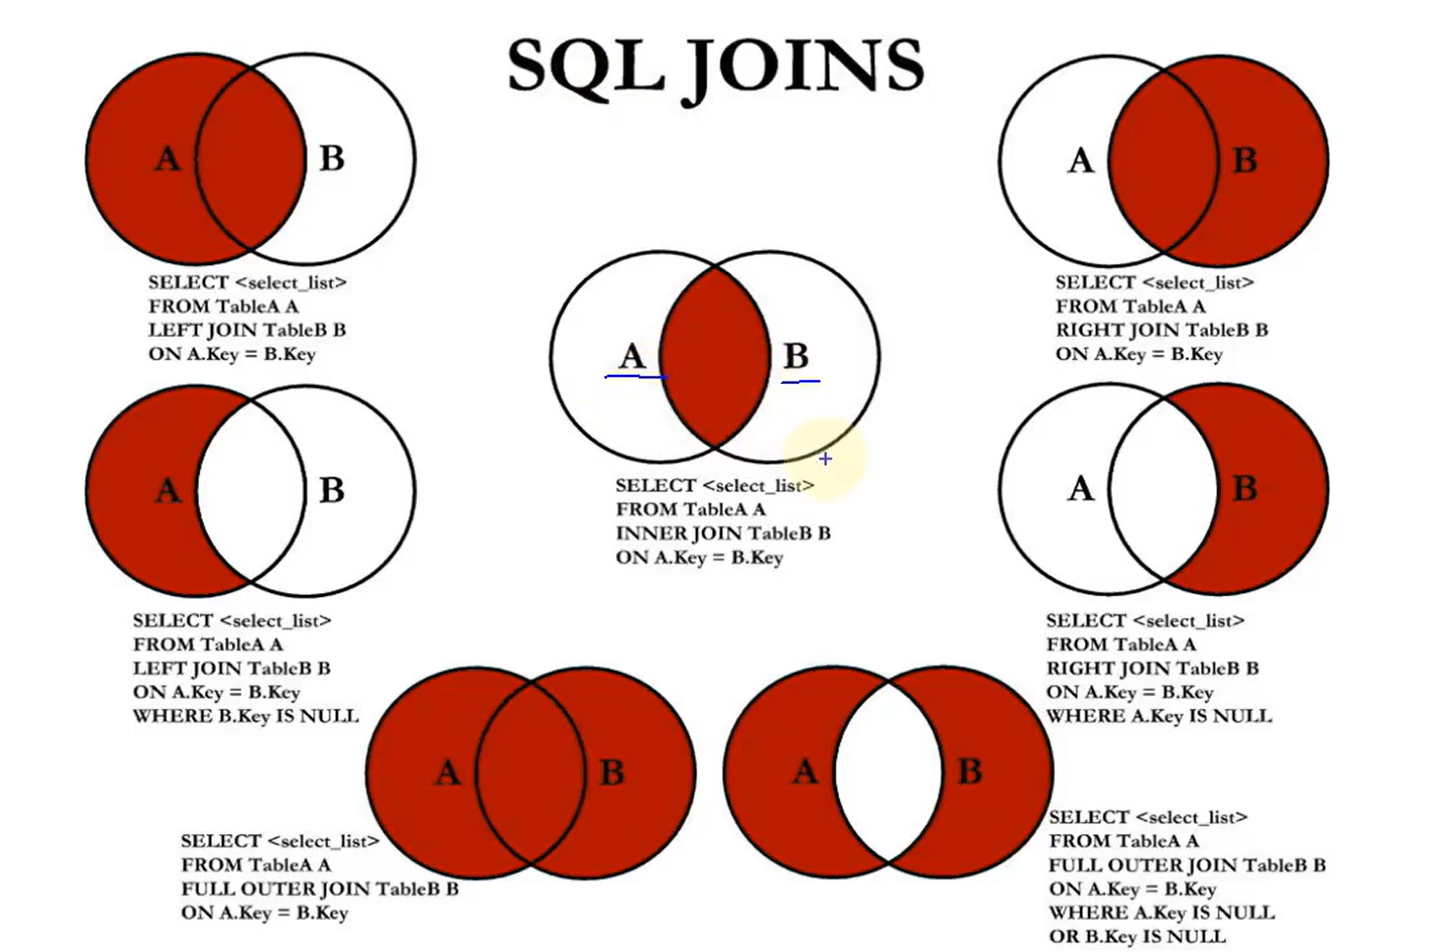 SQL JOINS
A B
SELECT <select_list>
FROM TableA A
LEFT JOIN TableB B
ON A.Key = B.Key
A B
SELECT <select_list>
FROM TableA A
RIGHT JOIN TableB B
ON A.Key = B.Key
A B
SELECT <select_list>
FROM TableA A
INNER JOIN TableB B
ON A.Key = B.Key
A B
SELECT <select_list>
FROM TableA A
LEFT JOIN TableB B
ON A.Key = B.Key
WHERE B.Key IS NULL
A B
SELECT <select_list>
FROM TableA A
RIGHT JOIN TableB B
ON A.Key = B.Key
WHERE A.Key IS NULL
A B
SELECT <select_list>
FROM TableA A
FULL OUTER JOIN TableB B
ON A.Key = B.Key
A B
SELECT <select_list>
FROM TableA A
FULL OUTER JOIN TableB B
ON A.Key = B.Key
WHERE A.Key IS NULL
OR B.Key IS NULL